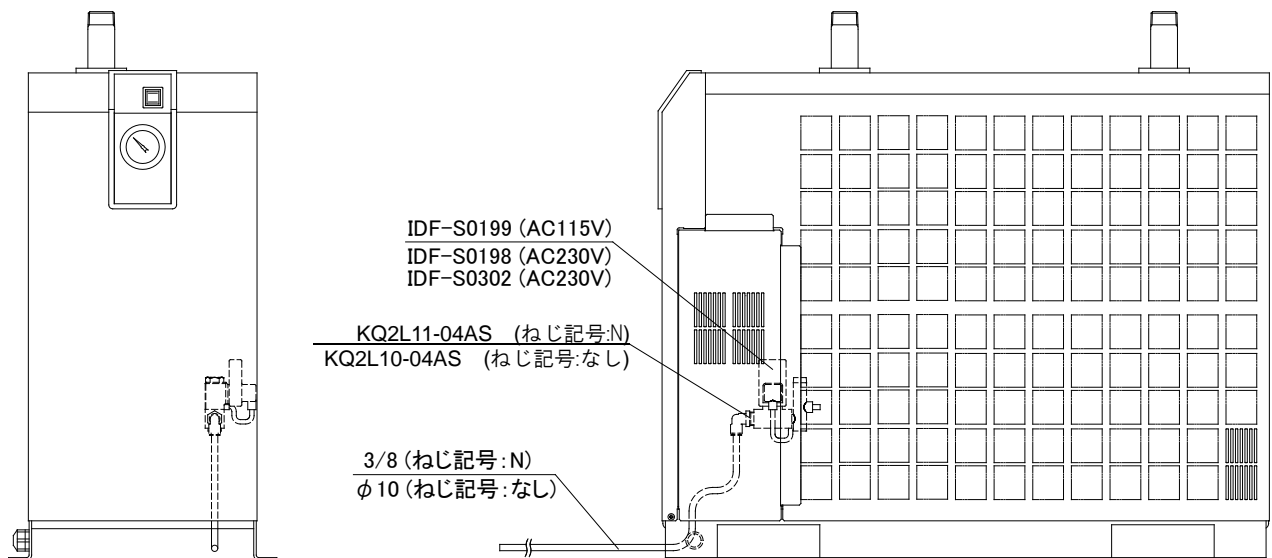 IDF-S0199 (AC115V)
IDF-S0198 (AC230V)
IDF-S0302 (AC230V)
KQ2L11-04AS (ねじ記号:N)
KQ2L10-04AS (ねじ記号:なし)
3/8 (ねじ記号:N)
φ10 (ねじ記号:なし)